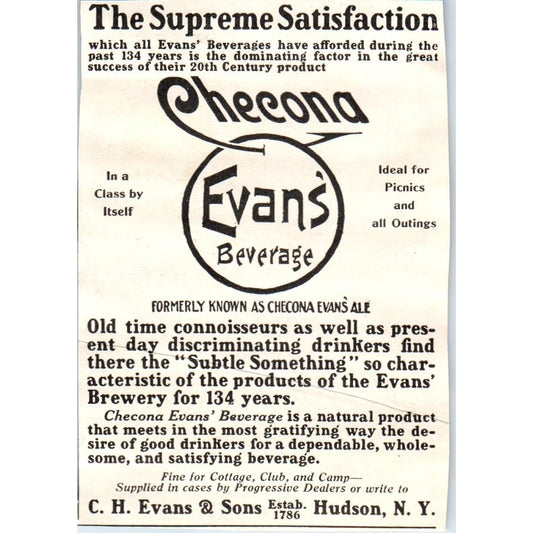 The Supreme Satisfaction
which all Evans' Beverages have afforded during the
past 134 years is the dominating factor in the great
success of their 20th Century product
Checona
In a
Class by
Itself
Evan's
Beverage
Ideal for
Picnics
and
all Outings
FORMERLY KNOWN AS CHECONA EVAN'S ALE
Old time connoisseurs as well as pres-
ent day discriminating drinkers find
there the "Subtle Something" so char-
acteristic of the products of the Evans'
Brewery for 134 years.
Checona Evans' Beverage is a natural product
that meets in the most gratifying way the de-
sire of good drinkers for a dependable, whole-
some, and satisfying beverage.
Fine for Cottage, Club, and Camp—
Supplied in cases by Progressive Dealers or write to
C. H. Evans & Sons Estab. 1786 Hudson, N. Y.